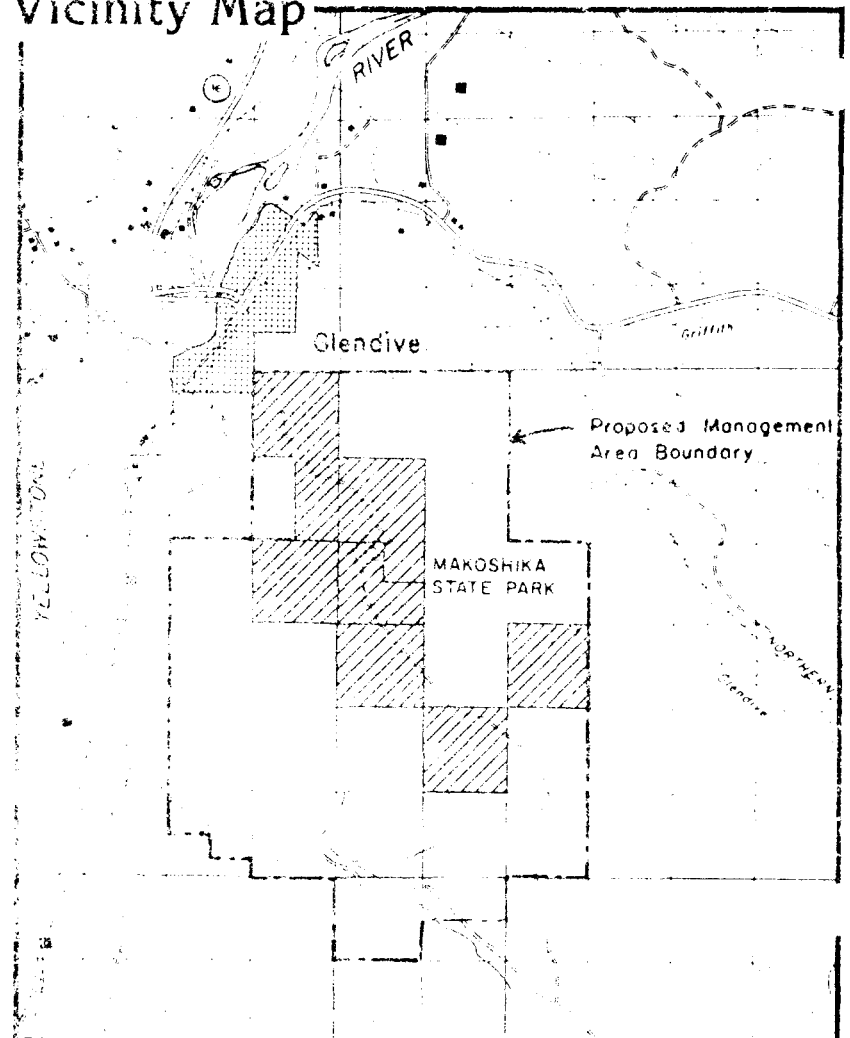 Vicinity Map
RIVER
Glendive
Griffith
Proposed Management
Area Boundary
YELLOWSTONE
MAKOSHIKA
STATE PARK
NORTHERN
Glendive